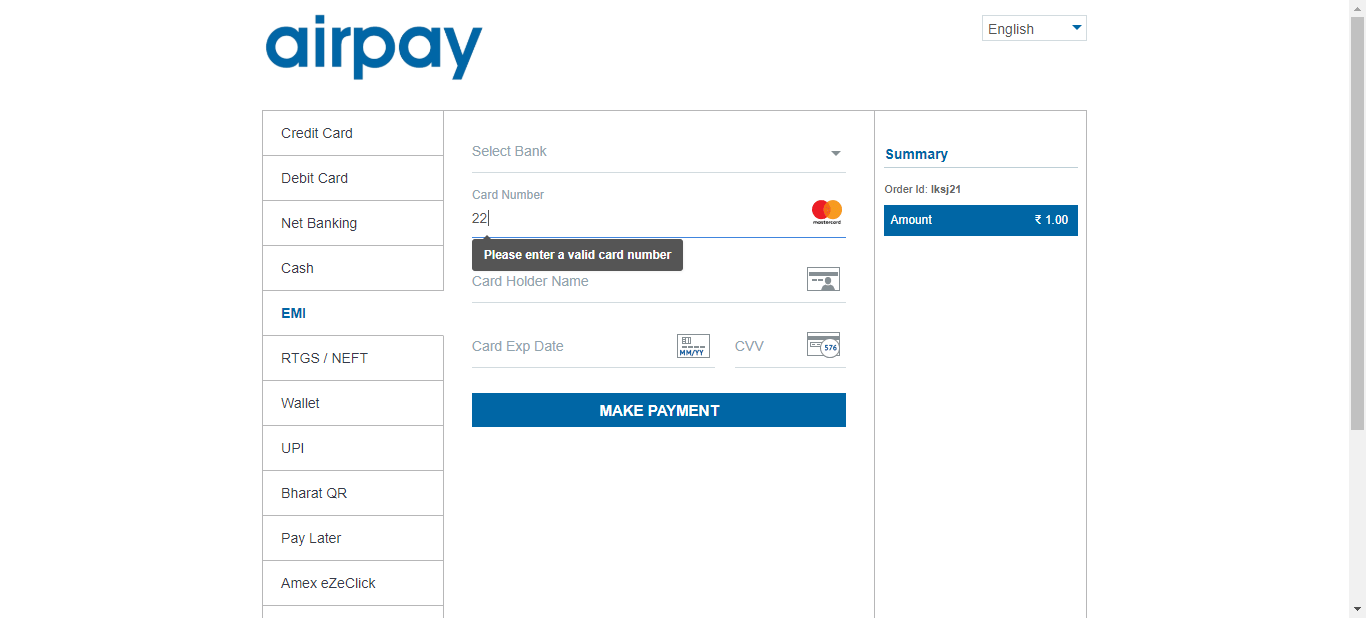 airpay
English
Credit Card
Debit Card
Net Banking
Cash
EMI
RTGS / NEFT
Wallet
UPI
Bharat QR
Pay Later
Amex eZeClick
Select Bank
Card Number
22
mastercard
Please enter a valid card number
Card Holder Name
Card Exp Date
MM/YY
CVV
576
MAKE PAYMENT
Summary
Order Id: lksj21
Amount ₹ 1.00